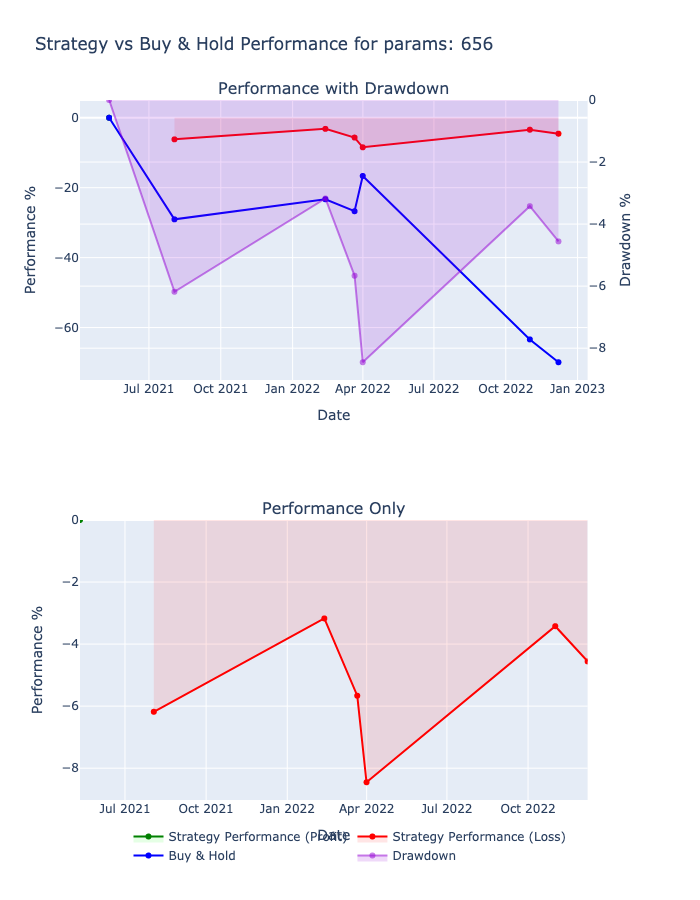 Strategy vs Buy & Hold Performance for params: 656
Performance with Drawdown
0
−20
−40
−60
Performance %
0
−2
−4
−6
−8
Drawdown %
Jul 2021 Oct 2021 Jan 2022 Apr 2022 Jul 2022 Oct 2022 Jan 2023
Date
Performance Only
0
−2
−4
−6
−8
Performance %
Jul 2021 Oct 2021 Jan 2022 Apr 2022 Jul 2022 Oct 2022
Date
Strategy Performance (Profit) Strategy Performance (Loss)
Buy & Hold Drawdown